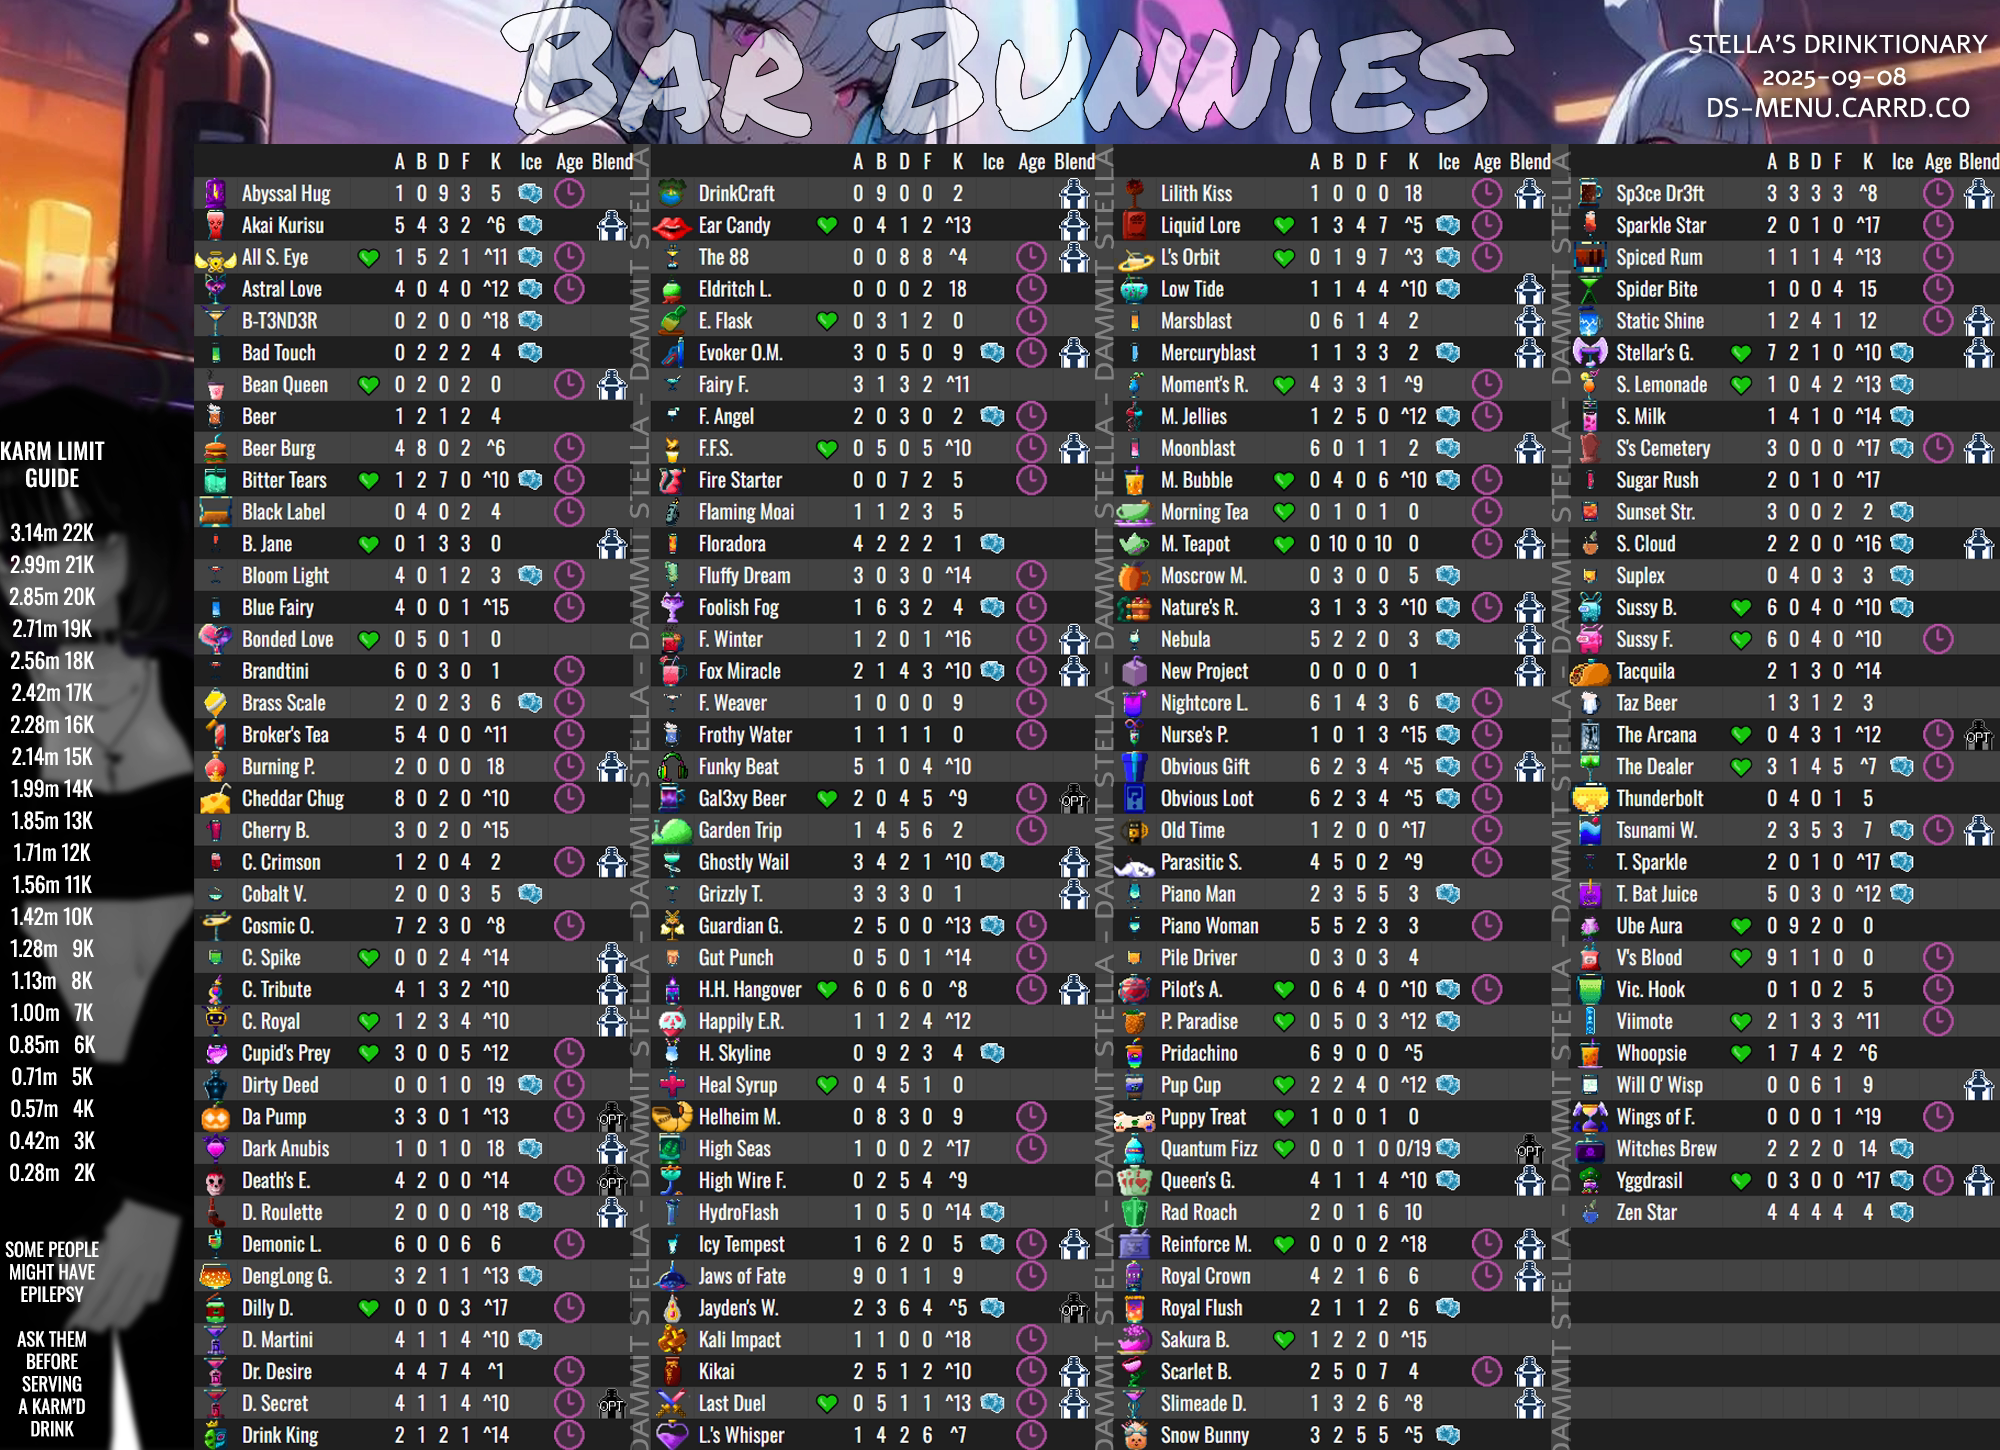 BAR BUNNIES
STELLA'S DRINKTIONARY
2025-09-08
DS-MENU.CARRD.CO
KARM LIMIT
GUIDE
3.14m 22K
2.99m 21K
2.85m 20K
2.71m 19K
2.56m 18K
2.42m 17K
2.28m 16K
2.14m 15K
1.99m 14K
1.85m 13K
1.71m 12K
1.56m 11K
1.42m 10K
1.28m 9K
1.13m 8K
1.00m 7K
0.85m 6K
0.71m 5K
0.57m 4K
0.42m 3K
0.28m 2K
SOME PEOPLE
MIGHT HAVE
EPILEPSY
ASK THEM
BEFORE
SERVING
A KARM'D
DRINK
A B D F K Ice Age Blend
Abyssal Hug 1 0 9 3 5
Akai Kurisu 5 4 3 2 ^6
All S. Eye 1 5 2 1 ^11
Astral Love 4 0 4 0 ^12
B-T3ND3R 0 2 0 0 ^18
Bad Touch 0 2 2 2 4
Bean Queen 0 2 0 2 0
Beer 1 2 1 2 4
Beer Burg 4 8 0 2 ^6
Bitter Tears 1 2 7 0 ^10
Black Label 0 4 0 2 4
B. Jane 0 1 3 3 0
Bloom Light 4 0 1 2 3
Blue Fairy 4 0 0 1 ^15
Bonded Love 0 5 0 1 0
Brandtini 6 0 3 0 1
Brass Scale 2 0 2 3 6
Broker's Tea 5 4 0 0 ^11
Burning P. 2 0 0 0 18
Cheddar Chug 8 0 2 0 ^10
Cherry B. 3 0 2 0 ^15
C. Crimson 1 2 0 4 2
Cobalt V. 2 0 0 3 5
Cosmic O. 7 2 3 0 ^8
C. Spike 0 0 2 4 ^14
C. Tribute 4 1 3 2 ^10
C. Royal 1 2 3 4 ^10
Cupid's Prey 3 0 0 5 ^12
Dirty Deed 0 0 1 0 19
Da Pump 3 3 0 1 ^13 OPT
Dark Anubis 1 0 1 0 18
Death's E. 4 2 0 0 ^14 OPT
D. Roulette 2 0 0 0 ^18
Demonic L. 6 0 0 6 6
DengLong G. 3 2 1 1 ^13
Dilly D. 0 0 0 3 ^17
D. Martini 4 1 1 4 ^10
Dr. Desire 4 4 7 4 ^1
D. Secret 4 1 1 4 ^10 OPT
Drink King 2 1 2 1 ^14
A B D F K Ice Age Blend
DrinkCraft 0 9 0 0 2
Ear Candy 0 4 1 2 ^13
The 88 0 0 8 8 ^4
Eldritch L. 0 0 0 2 18
E. Flask 0 3 1 2 0
Evoker O.M. 3 0 5 0 9
Fairy F. 3 1 3 2 ^11
F. Angel 2 0 3 0 2
F.F.S. 0 5 0 5 ^10
Fire Starter 0 0 7 2 5
Flaming Moai 1 1 2 3 5
Floradora 4 2 2 2 1
Fluffy Dream 3 0 3 0 ^14
Foolish Fog 1 6 3 2 4
F. Winter 1 2 0 1 ^16
Fox Miracle 2 1 4 3 ^10
F. Weaver 1 0 0 0 9
Frothy Water 1 1 1 1 0
Funky Beat 5 1 0 4 ^10
Gal3xy Beer 2 0 4 5 ^9 OPT
Garden Trip 1 4 5 6 2
Ghostly Wail 3 4 2 1 ^10
Grizzly T. 3 3 3 0 1
Guardian G. 2 5 0 0 ^13
Gut Punch 0 5 0 1 ^14
H.H. Hangover 6 0 6 0 ^8
Happily E.R. 1 1 2 4 ^12
H. Skyline 0 9 2 3 4
Heal Syrup 0 4 5 1 0
Helheim M. 0 8 3 0 9
High Seas 1 0 0 2 ^17
High Wire F. 0 2 5 4 ^9
HydroFlash 1 0 5 0 ^14
Icy Tempest 1 6 2 0 5
Jaws of Fate 9 0 1 1 9
Jayden's W. 2 3 6 4 ^5 OPT
Kali Impact 1 1 0 0 ^18
Kikai 2 5 1 2 ^10
Last Duel 0 5 1 1 ^13
L.'s Whisper 1 4 2 6 ^7
A B D F K Ice Age Blend
Lilith Kiss 1 0 0 0 18
Liquid Lore 1 3 4 7 ^5
L's Orbit 0 1 9 7 ^3
Low Tide 1 1 4 4 ^10
Marsblast 0 6 1 4 2
Mercuryblast 1 1 3 3 2
Moment's R. 4 3 3 1 ^9
M. Jellies 1 2 5 0 ^12
Moonblast 6 0 1 1 2
M. Bubble 0 4 0 6 ^10
Morning Tea 0 1 0 1 0
M. Teapot 0 10 0 10 0
Moscrow M. 0 3 0 0 5
Nature's R. 3 1 3 3 ^10
Nebula 5 2 2 0 3
New Project 0 0 0 0 1
Nightcore L. 6 1 4 3 6
Nurse's P. 1 0 1 3 ^15
Obvious Gift 6 2 3 4 ^5
Obvious Loot 6 2 3 4 ^5
Old Time 1 2 0 0 ^17
Parasitic S. 4 5 0 2 ^9
Piano Man 2 3 5 5 3
Piano Woman 5 5 2 3 3
Pile Driver 0 3 0 3 4
Pilot's A. 0 6 4 0 ^10
P. Paradise 0 5 0 3 ^12
Pridachino 6 9 0 0 ^5
Pup Cup 2 2 4 0 ^12
Puppy Treat 1 0 0 1 0
Quantum Fizz 0 0 1 0 0/19 OPT
Queen's G. 4 1 1 4 ^10
Rad Roach 2 0 1 6 10
Reinforce M. 0 0 0 2 ^18
Royal Crown 4 2 1 6 6
Royal Flush 2 1 1 2 6
Sakura B. 1 2 2 0 ^15
Scarlet B. 2 5 0 7 4
Slimeade D. 1 3 2 6 ^8
Snow Bunny 3 2 5 5 ^5
A B D F K Ice Age Blend
Sp3ce Dr3ft 3 3 3 3 ^8
Sparkle Star 2 0 1 0 ^17
Spiced Rum 1 1 1 4 ^13
Spider Bite 1 0 0 4 15
Static Shine 1 2 4 1 12
Stellar's G. 7 2 1 0 ^10
S. Lemonade 1 0 4 2 ^13
S. Milk 1 4 1 0 ^14
S's Cemetery 3 0 0 0 ^17
Sugar Rush 2 0 1 0 ^17
Sunset Str. 3 0 0 2 2
S. Cloud 2 2 0 0 ^16
Suplex 0 4 0 3 3
Sussy B. 6 0 4 0 ^10
Sussy F. 6 0 4 0 ^10
Tacquila 2 1 3 0 ^14
Taz Beer 1 3 1 2 3
The Arcana 0 4 3 1 ^12 OPT
The Dealer 3 1 4 5 ^7
Thunderbolt 0 4 0 1 5
Tsunami W. 2 3 5 3 7
T. Sparkle 2 0 1 0 ^17
T. Bat Juice 5 0 3 0 ^12
Ube Aura 0 9 2 0 0
V's Blood 9 1 1 0 0
Vic. Hook 0 1 0 2 5
Viimote 2 1 3 3 ^11
Whoopsie 1 7 4 2 ^6
Will O' Wisp 0 0 6 1 9
Wings of F. 0 0 0 1 ^19
Witches Brew 2 2 2 0 14
Yggdrasil 0 3 0 0 ^17
Zen Star 4 4 4 4 4
DAMMIT STELLA - DAMMIT STELLA - DAMMIT STELLA - DAMMIT STELLA
DAMMIT STELLA - DAMMIT STELLA - DAMMIT STELLA - DAMMIT STELLA
DAMMIT STELLA - DAMMIT STELLA - DAMMIT STELLA - DAMMIT STELLA